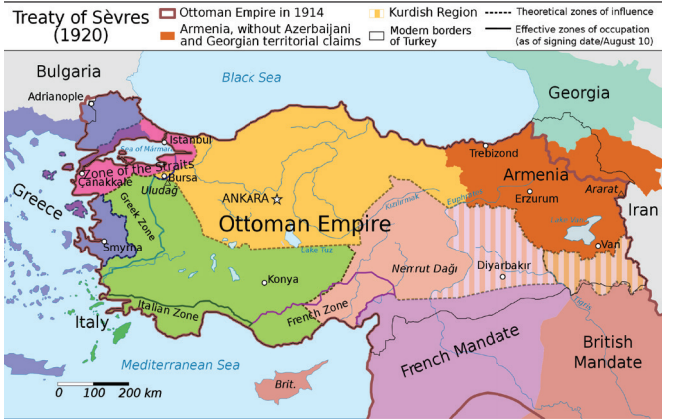 Treaty of Sèvres
(1920)
Ottoman Empire in 1914
Armenia, without Azerbaijani
and Georgian territorial claims
Kurdish Region
Modern borders
of Turkey
Theoretical zones of influence
Effective zones of occupation
(as of signing date/August 10)
Bulgaria
Black Sea
Adrianople
Georgia
Istanbul
Sea of Marmara
Trebizond
Zone of the Straits
Çanakkale
Bursa
Uludağ
Armenia
Ararat
Greece
Greek Zone
ANKARA
Kızılırmak
Euphrates
Erzurum
Iran
Ottoman Empire
Lake Van
Smyrna
Lake Tuz
Van
Nemrut Dağı
Diyarbakır
Konya
Italian Zone
French Zone
Tigris
Italy
French Mandate
British
Mandate
Mediterranean Sea
Brit.
0 100 200 km